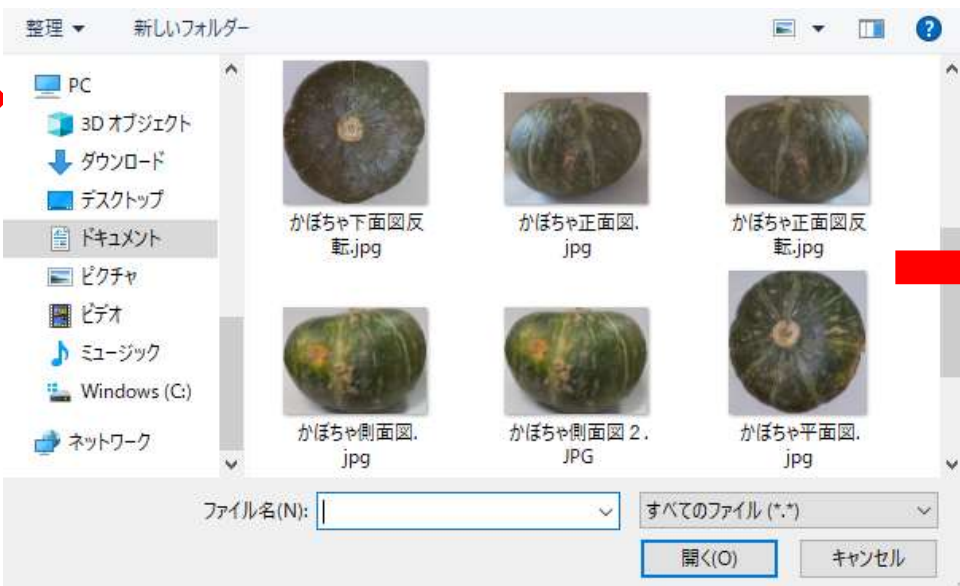 整理 新しいフォルダー
PC
3D オブジェクト
ダウンロード
デスクトップ
ドキュメント
ピクチャ
ビデオ
ミュージック
Windows (C:)
ネットワーク
かぼちゃ下面図反
転.jpg
かぼちゃ正面図.
jpg
かぼちゃ正面図反
転.jpg
かぼちゃ側面図.
jpg
かぼちゃ側面図２.
JPG
かぼちゃ平面図.
jpg
ファイル名(N):
すべてのファイル (*.*)
開く(O)
キャンセル